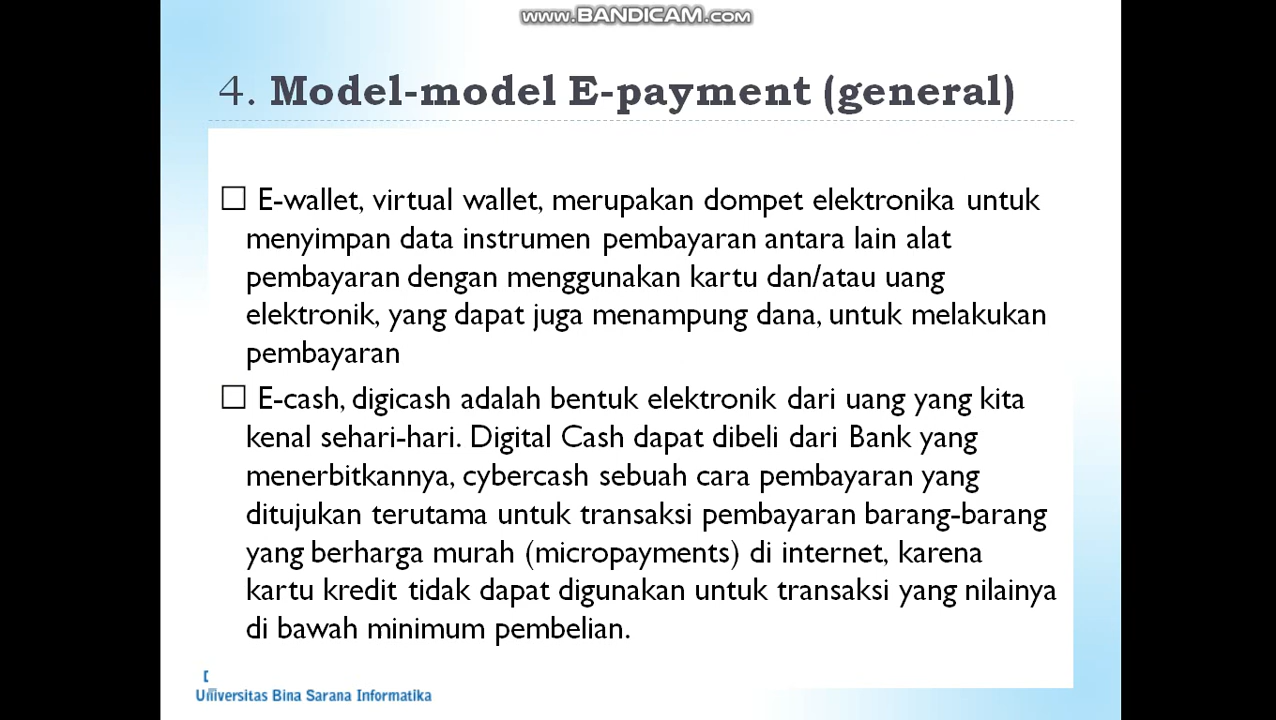 www.BANDICAM.com
4. Model-model E-payment (general)
☐ E-wallet, virtual wallet, merupakan dompet elektronika untuk
menyimpan data instrumen pembayaran antara lain alat
pembayaran dengan menggunakan kartu dan/atau uang
elektronik, yang dapat juga menampung dana, untuk melakukan
pembayaran
☐ E-cash, digicash adalah bentuk elektronik dari uang yang kita
kenal sehari-hari. Digital Cash dapat dibeli dari Bank yang
menerbitkannya, cybercash sebuah cara pembayaran yang
ditujukan terutama untuk transaksi pembayaran barang-barang
yang berharga murah (micropayments) di internet, karena
kartu kredit tidak dapat digunakan untuk transaksi yang nilainya
di bawah minimum pembelian.
Universitas Bina Sarana Informatika